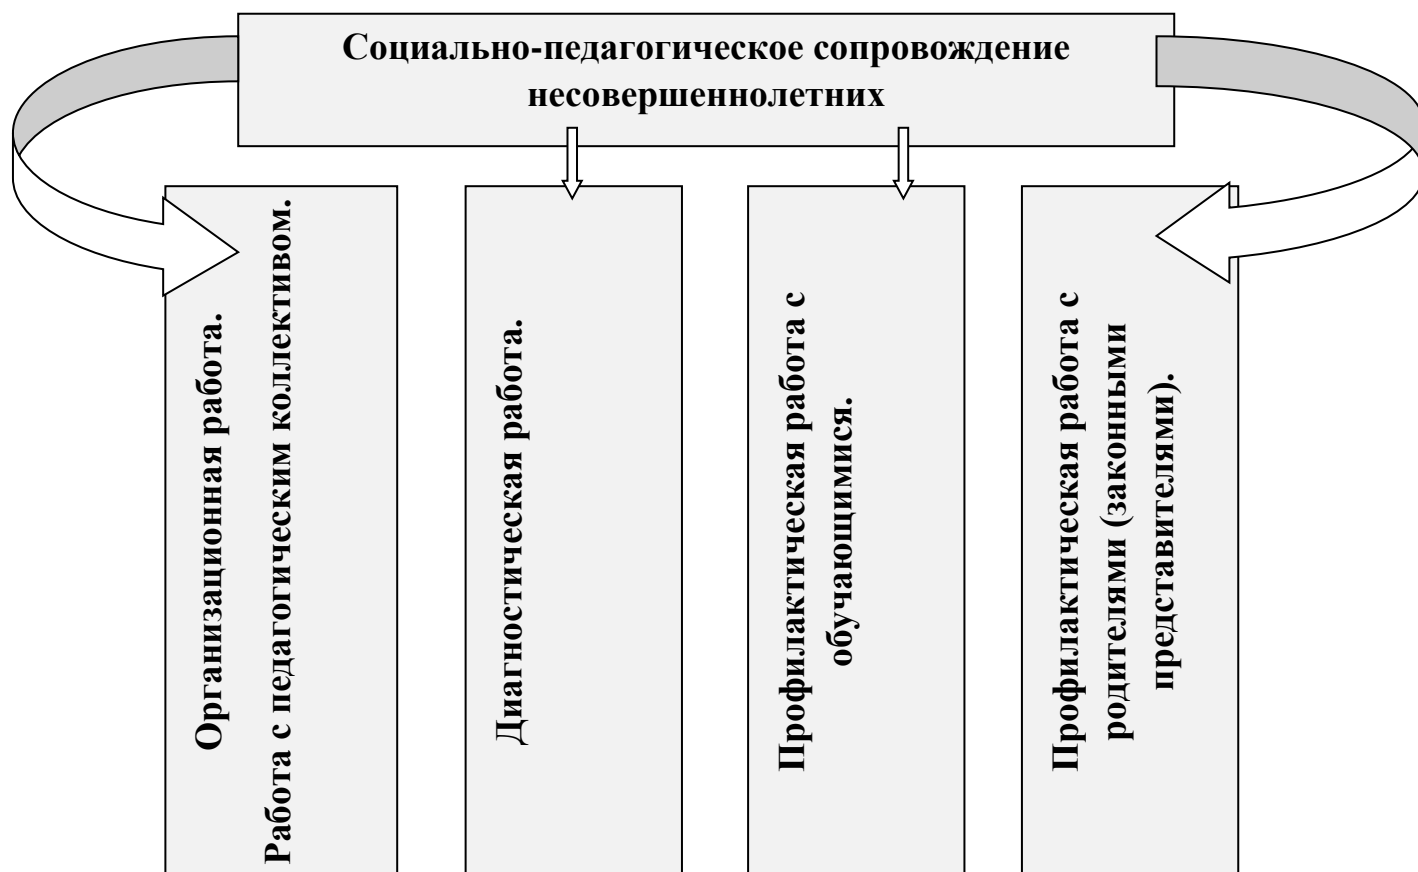 Социально-педагогическое сопровождение
несовершеннолетних
Организационная работа.
Работа с педагогическим коллективом.
Диагностическая работа.
Профилактическая работа с
обучающимися.
Профилактическая работа с
родителями (законными
представителями).